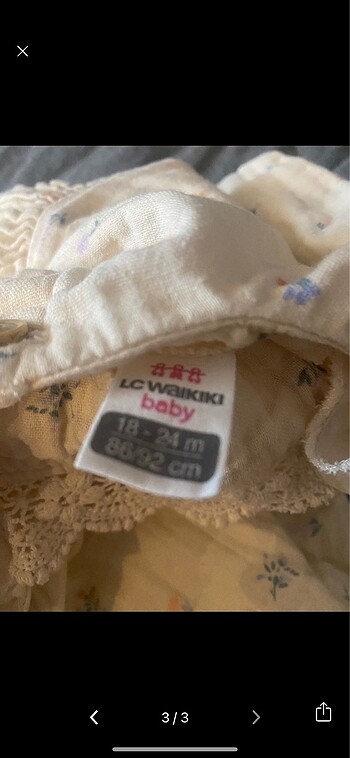 LC WAIKIKI
baby
18 - 24 m
86/92 cm
3/3